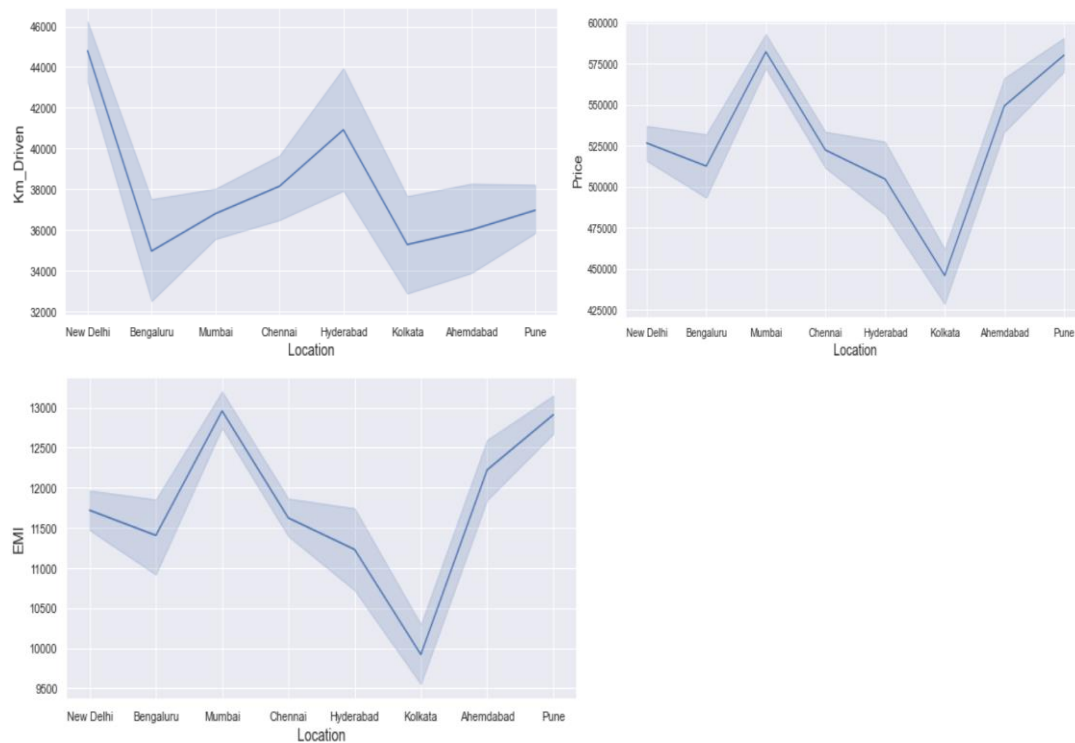 Km_Driven
46000
44000
42000
40000
38000
36000
34000
32000
New Delhi Bengaluru Mumbai Chennai Hyderabad Kolkata Ahemdabad Pune
Location
Price
600000
575000
550000
525000
500000
475000
450000
425000
New Delhi Bengaluru Mumbai Chennai Hyderabad Kolkata Ahemdabad Pune
Location
EMI
13000
12500
12000
11500
11000
10500
10000
9500
New Delhi Bengaluru Mumbai Chennai Hyderabad Kolkata Ahemdabad Pune
Location